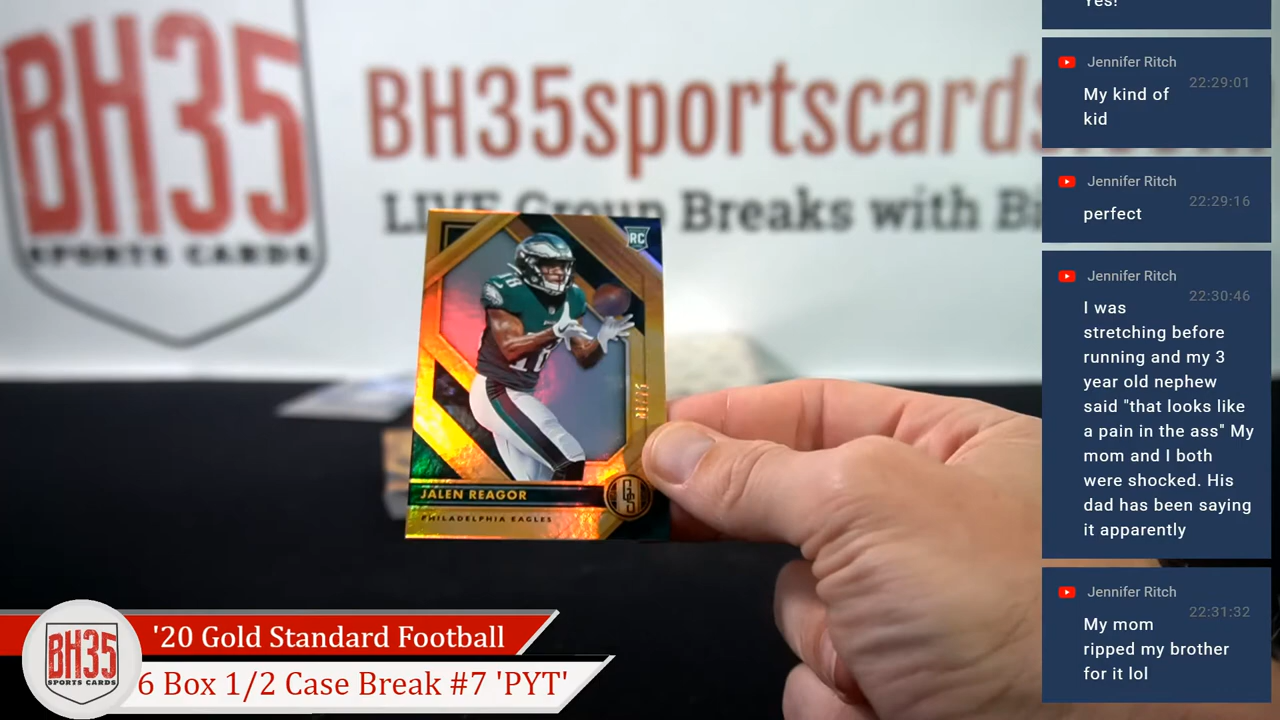 BH35
SPORTS CARDS
BH35sportscards
LIVE Group Breaks with
RC
18
JALEN REAGOR
PHILADELPHIA EAGLES
GS
BH35
SPORTS CARDS
'20 Gold Standard Football
6 Box 1/2 Case Break #7 'PYT'
Yes!
Jennifer Ritch
22:29:01
My kind of
kid
Jennifer Ritch
22:29:16
perfect
Jennifer Ritch
22:30:46
I was
stretching before
running and my 3
year old nephew
said "that looks like
a pain in the ass" My
mom and I both
were shocked. His
dad has been saying
it apparently
Jennifer Ritch
22:31:32
My mom
ripped my brother
for it lol